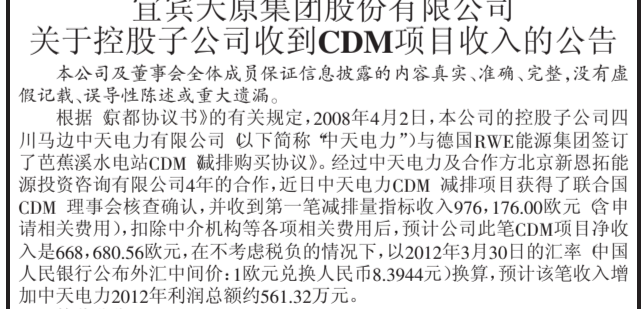 宜宾天原集团股份有限公司
关于控股子公司收到CDM项目收入的公告
本公司及董事会全体成员保证信息披露的内容真实、准确、完整,没有虚
假记载、误导性陈述或重大遗漏。
根据《京都协议书》的有关规定,2008年4月2日,本公司的控股子公司四
川马边中天电力有限公司(以下简称“中天电力”)与德国RWE能源集团签订
了芭蕉溪水电站CDM《减排购买协议》。经过中天电力及合作方北京新恩拓能
源投资咨询有限公司4年的合作,近日中天电力CDM 减排项目获得了联合国
CDM 理事会核查确认,并收到第一笔减排量指标收入976,176.00欧元(含申
请相关费用),扣除中介机构等各项相关费用后,预计公司此笔CDM项目净收
入是668,680.56欧元,在不考虑税负的情况下,以2012年3月30日的汇率(中国
人民银行公布外汇中间价:1欧元兑换人民币8.3944元)换算,预计该笔收入增
加中天电力2012年利润总额约561.32万元。